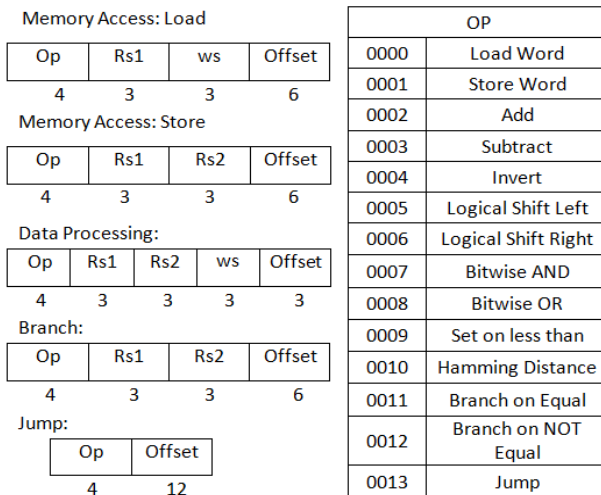 Memory Access: Load
Op Rs1 ws Offset
4 3 3 6
Memory Access: Store
Op Rs1 Rs2 Offset
4 3 3 6
Data Processing:
Op Rs1 Rs2 ws Offset
4 3 3 3 3
Branch:
Op Rs1 Rs2 Offset
4 3 3 6
Jump:
Op Offset
4 12
OP
0000 Load Word
0001 Store Word
0002 Add
0003 Subtract
0004 Invert
0005 Logical Shift Left
0006 Logical Shift Right
0007 Bitwise AND
0008 Bitwise OR
0009 Set on less than
0010 Hamming Distance
0011 Branch on Equal
0012 Branch on NOT
Equal
0013 Jump